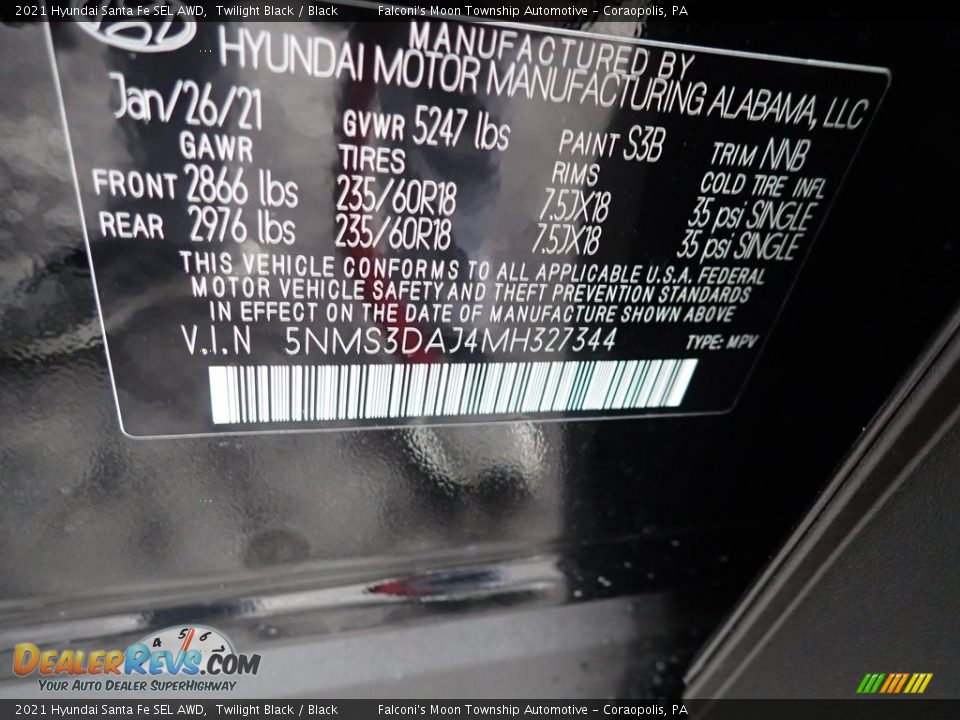 2021 Hyundai Santa Fe SEL AWD, Twilight Black / Black Falconi's Moon Township Automotive - Coraopolis, PA
MANUFACTURED BY
HYUNDAI MOTOR MANUFACTURING ALABAMA, LLC
Jan/26/21 GVWR 5247 lbs PAINT S3B TRIM NNB
GAWR TIRES RIMS COLD TIRE INFL
FRONT 2866 lbs 235/60R18 7.5JX18 35 psi SINGLE
REAR 2976 lbs 235/60R18 7.5JX18 35 psi SINGLE
THIS VEHICLE CONFORMS TO ALL APPLICABLE U.S.A. FEDERAL
MOTOR VEHICLE SAFETY AND THEFT PREVENTION STANDARDS
IN EFFECT ON THE DATE OF MANUFACTURE SHOWN ABOVE
V.I.N 5NMS3DAJ4MH327344 TYPE: MPV
4 5 6
DEALERREVS.COM
YOUR AUTO DEALER SUPERHIGHWAY
2021 Hyundai Santa Fe SEL AWD, Twilight Black / Black Falconi's Moon Township Automotive - Coraopolis, PA